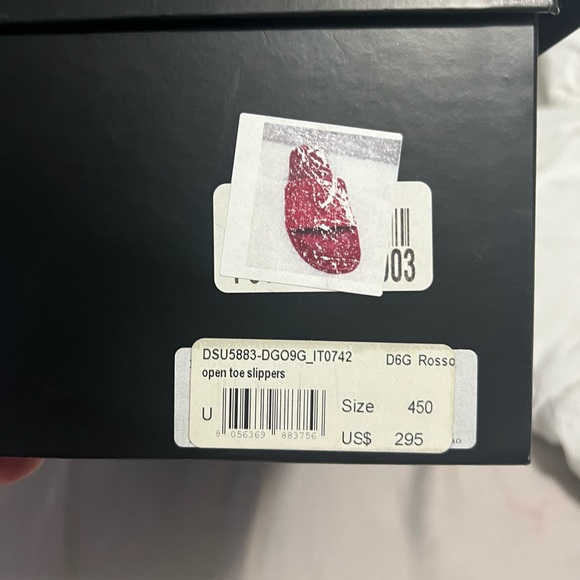 003
DSU5883-DGO9G_IT0742 D6G Rosso
open toe slippers
U
Size 450
8 056369 883756
US$ 295